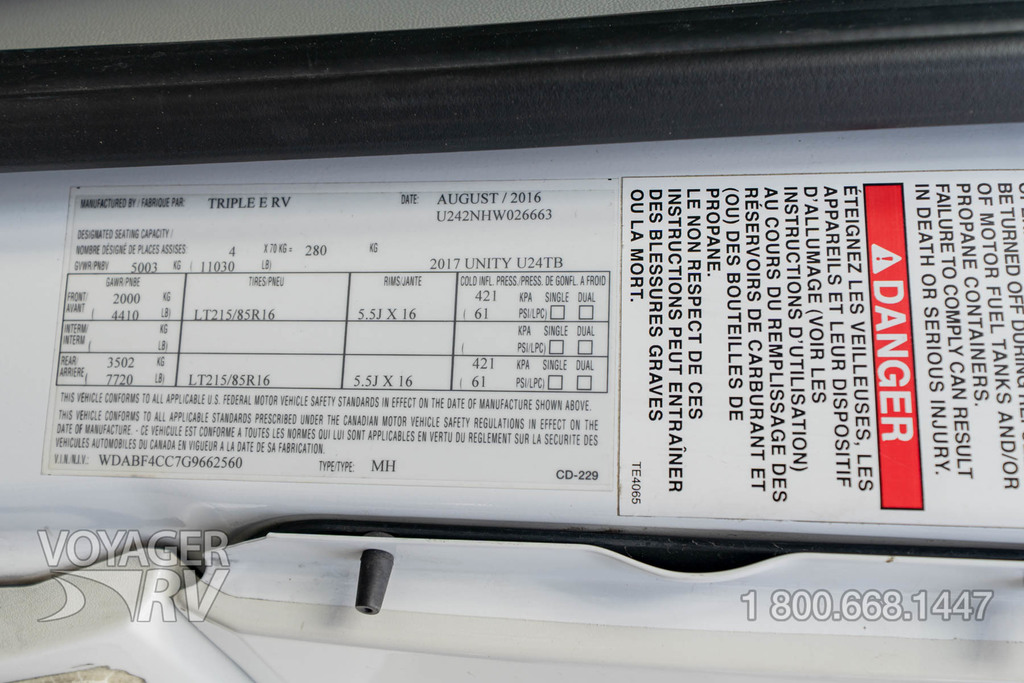 MANUFACTURED BY / FABRIQUE PAR: TRIPLE E RV DATE: AUGUST / 2016
U242NHW026663
DESIGNATED SEATING CAPACITY /
NOMBRE DÉSIGNÉ DE PLACES ASSISES: 4 X 70 KG = 280 KG
GVWR/PNBV 5003 KG ( 11030 LB) 2017 UNITY U24TB
GAWR/PNBE TIRES/PNEU RIMS/JANTE COLD INFL. PRESS./PRESS. DE GONFL. A FROID
FRONT/ 2000 KG 421 KPA SINGLE DUAL
AVANT ( 4410 LB) LT215/85R16 5.5J X 16 ( 61 PSI/LPC)
INTERM/ KG KPA SINGLE DUAL
INTERM ( LB) ( PSI/LPC)
REAR/ 3502 KG 421 KPA SINGLE DUAL
ARRIERE ( 7720 LB) LT215/85R16 5.5J X 16 ( 61 PSI/LPC)
THIS VEHICLE CONFORMS TO ALL APPLICABLE U.S. FEDERAL MOTOR VEHICLE SAFETY STANDARDS IN EFFECT ON THE DATE OF MANUFACTURE SHOWN ABOVE.
THIS VEHICLE CONFORMS TO ALL APPLICABLE STANDARDS PRESCRIBED UNDER THE CANADIAN MOTOR VEHICLE SAFETY REGULATIONS IN EFFECT ON THE
DATE OF MANUFACTURE. - CE VEHICULE EST CONFORME A TOUTES LES NORMES QUI LUI SONT APPLICABLES EN VERTU DU REGLEMENT SUR LA SECURITE DES
VEHICULES AUTOMOBILES DU CANADA EN VIGUEUR A LA DATE DE SA FABRICATION.
V.I.N./N.I.V.: WDABF4CC7G9662560 TYPE/TYPE: MH CD-229
BETURNED OFF DURING
OF MOTOR FUEL TANKS AND/OR
PROPANE CONTAINERS.
FAILURE TO COMPLY CAN RESULT
IN DEATH OR SERIOUS INJURY.
DANGER
ÉTEIGNEZ LES VEILLEUSES, LES
APPAREILS ET LEUR DISPOSITIF
D'ALLUMAGE (VOIR LES
INSTRUCTIONS D'UTILISATION)
AU COURS DU REMPLISSAGE DES
RÉSERVOIRS DE CARBURANT ET
(OU) DES BOUTEILLES DE
PROPANE.
LE NON RESPECT DE CES
INSTRUCTIONS PEUT ENTRAÎNER
DES BLESSURES GRAVES
OU LA MORT.
TE4065
VOYAGER
RV
1 800.668.1447